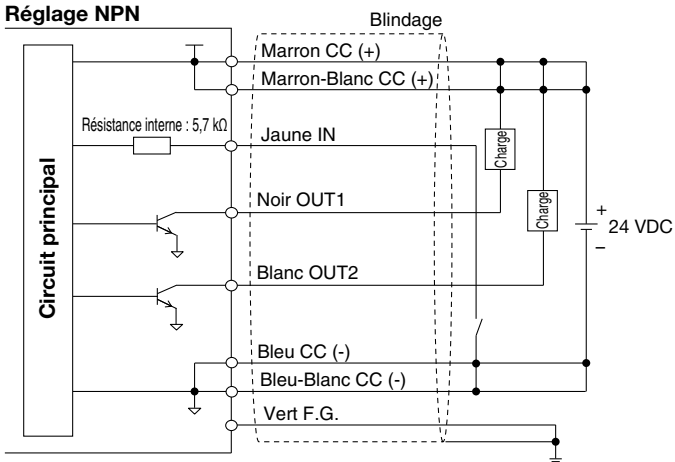 Réglage NPN
Blindage
Marron CC (+)
Marron-Blanc CC (+)
Résistance interne : 5,7 kΩ
Jaune IN
Charge
Noir OUT1
Charge
Circuit principal
+
24 VDC
–
Blanc OUT2
Bleu CC (-)
Bleu-Blanc CC (-)
Vert F.G.